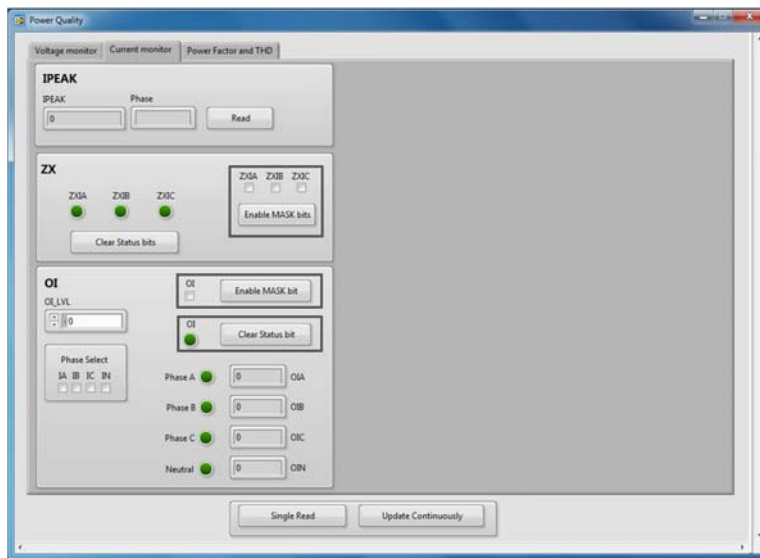 Power Quality
Voltage monitor Current monitor Power Factor and THD
IPEAK
IPEAK Phase
0 Read
ZX
ZXIA ZXIB ZXIC
Clear Status bits
ZXIA ZXIB ZXIC
Enable MASK bits
OI
OI_LVL
0
OI Enable MASK bit
OI Clear Status bit
Phase Select
IA IB IC IN
Phase A 0 OIA
Phase B 0 OIB
Phase C 0 OIC
Neutral 0 OIN
Single Read Update Continuously